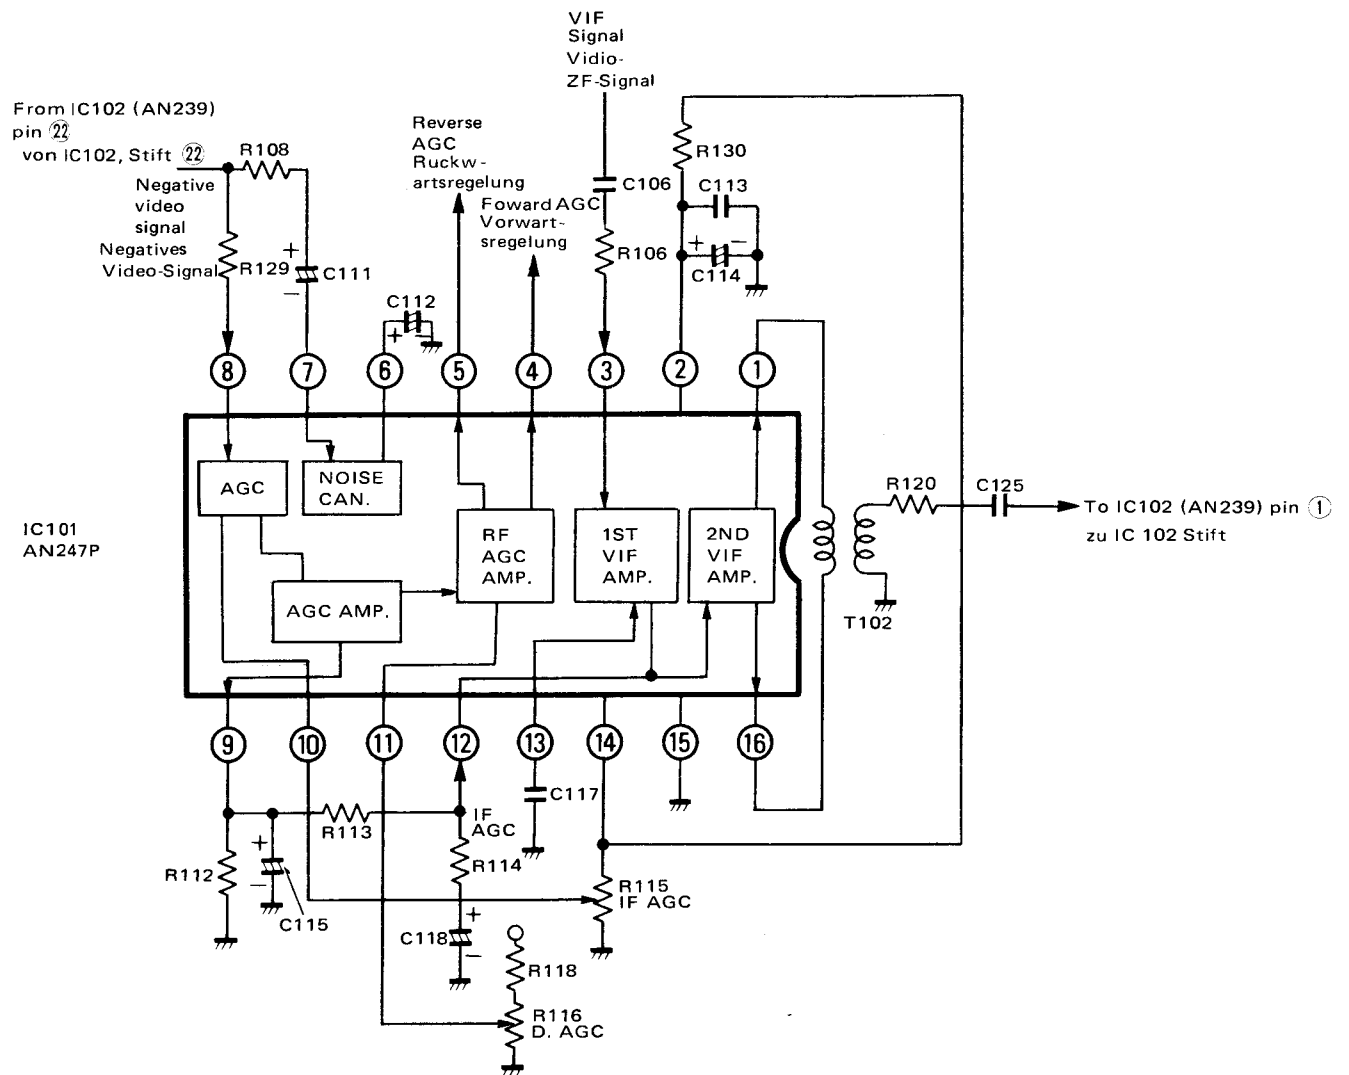 VIF
Signal
Vidio-
ZF-Signal
From IC102 (AN239)
pin ㉒
von IC102, Stift ㉒
Negative
video
signal
Negatives
Video-Signal
R108
R129
C111
+
−
C112
+
−
Reverse
AGC
Ruckw-
artsregelung
Foward AGC
Vorwart-
sregelung
C106
R106
R130
C113
+
−
C114
8
7
6
5
4
3
2
1
IC101
AN247P
AGC
NOISE
CAN.
AGC AMP.
RF
AGC
AMP.
1ST
VIF
AMP.
2ND
VIF
AMP.
T102
R120
C125
To IC102 (AN239) pin ①
zu IC 102 Stift
9
10
11
12
13
14
15
16
R112
+
−
C115
R113
IF
AGC
R114
+
C118
−
C117
R115
IF AGC
R118
R116
D. AGC